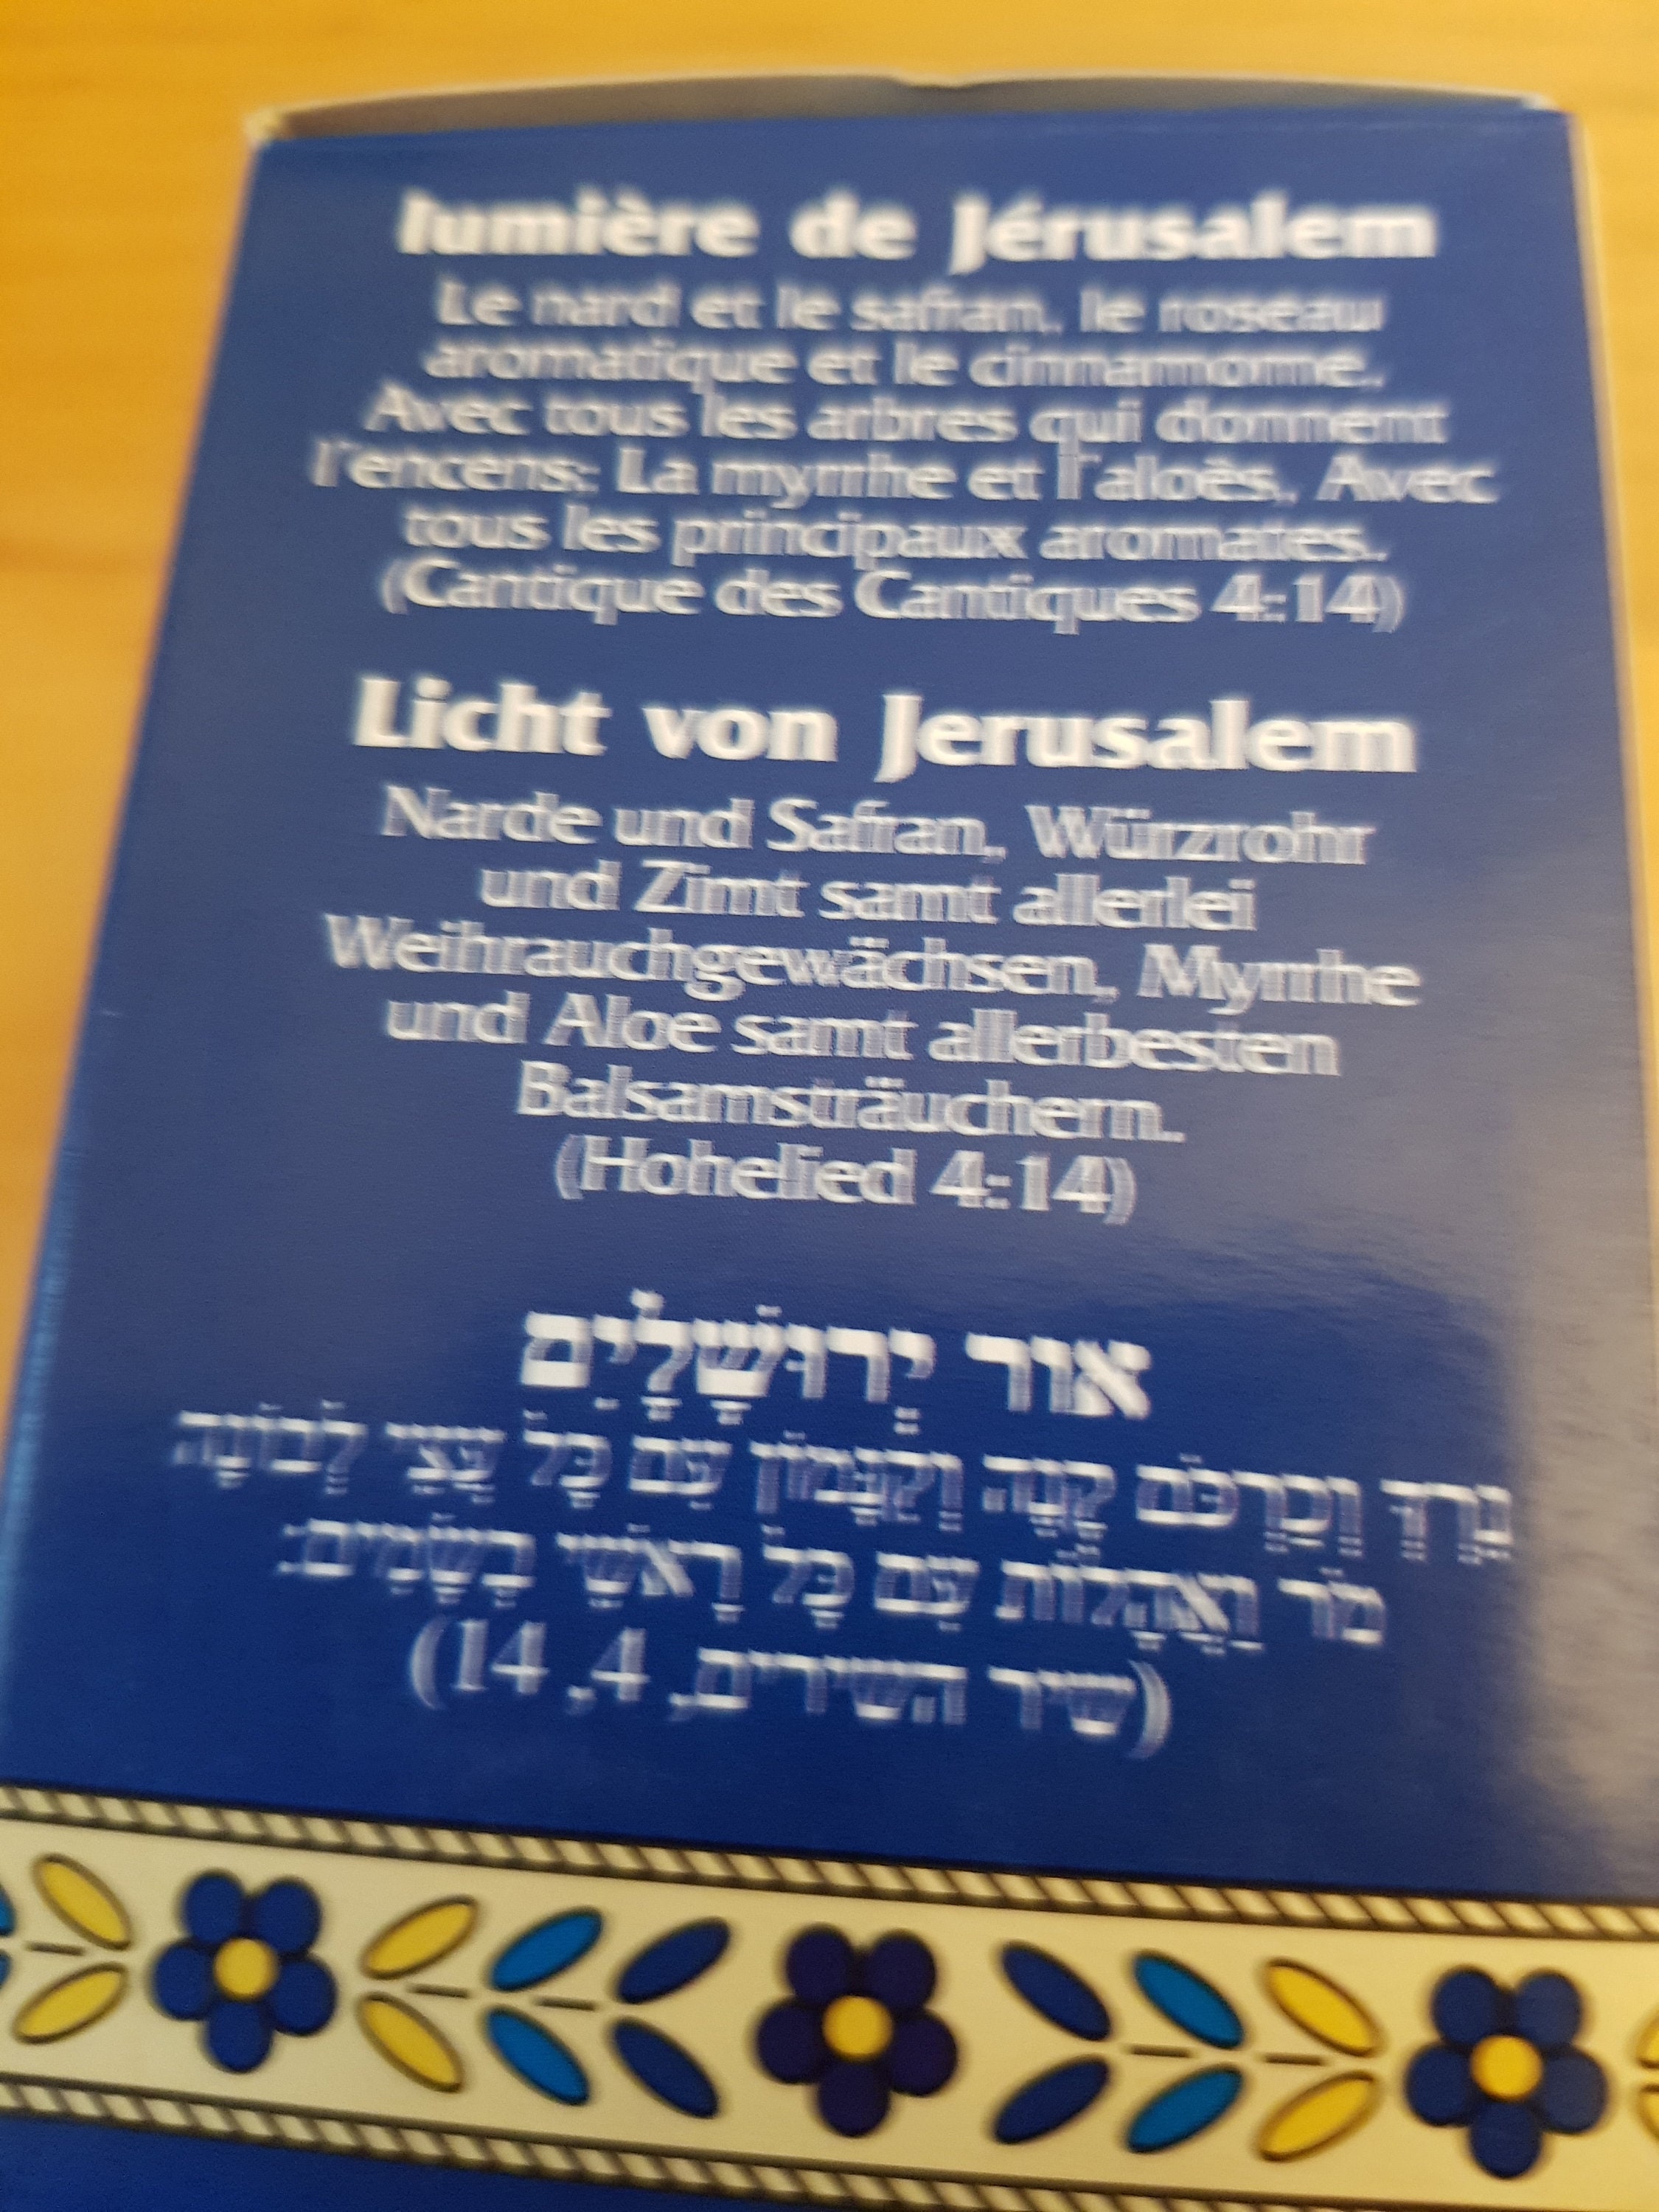 lumière de Jérusalem
Le nard et le safran, le roseau
aromatique et le cinnamome,
Avec tous les arbres qui donnent
l'encens: La myrrhe et l'aloès, Avec
tous les principaux aromates.
(Cantique des Cantiques 4:14)
Licht von Jerusalem
Narde und Safran, Würzrohr
und Zimt samt allerlei
Weihrauchgewächsen, Myrrhe
und Aloe samt allerbesten
Balsamsträuchern.
(Hohelied 4:14)
אור יְרוּשָׁלַיִם
נֵרְדְּ וְכַרְכֹּם קָנֶה וְקִנָּמוֹן עִם כָּל עֲצֵי לְבוֹנָה
מֹר וַאֲהָלוֹת עִם כָּל רָאשֵׁי בְשָׂמִים:
(שיר השירים, 4, 14)